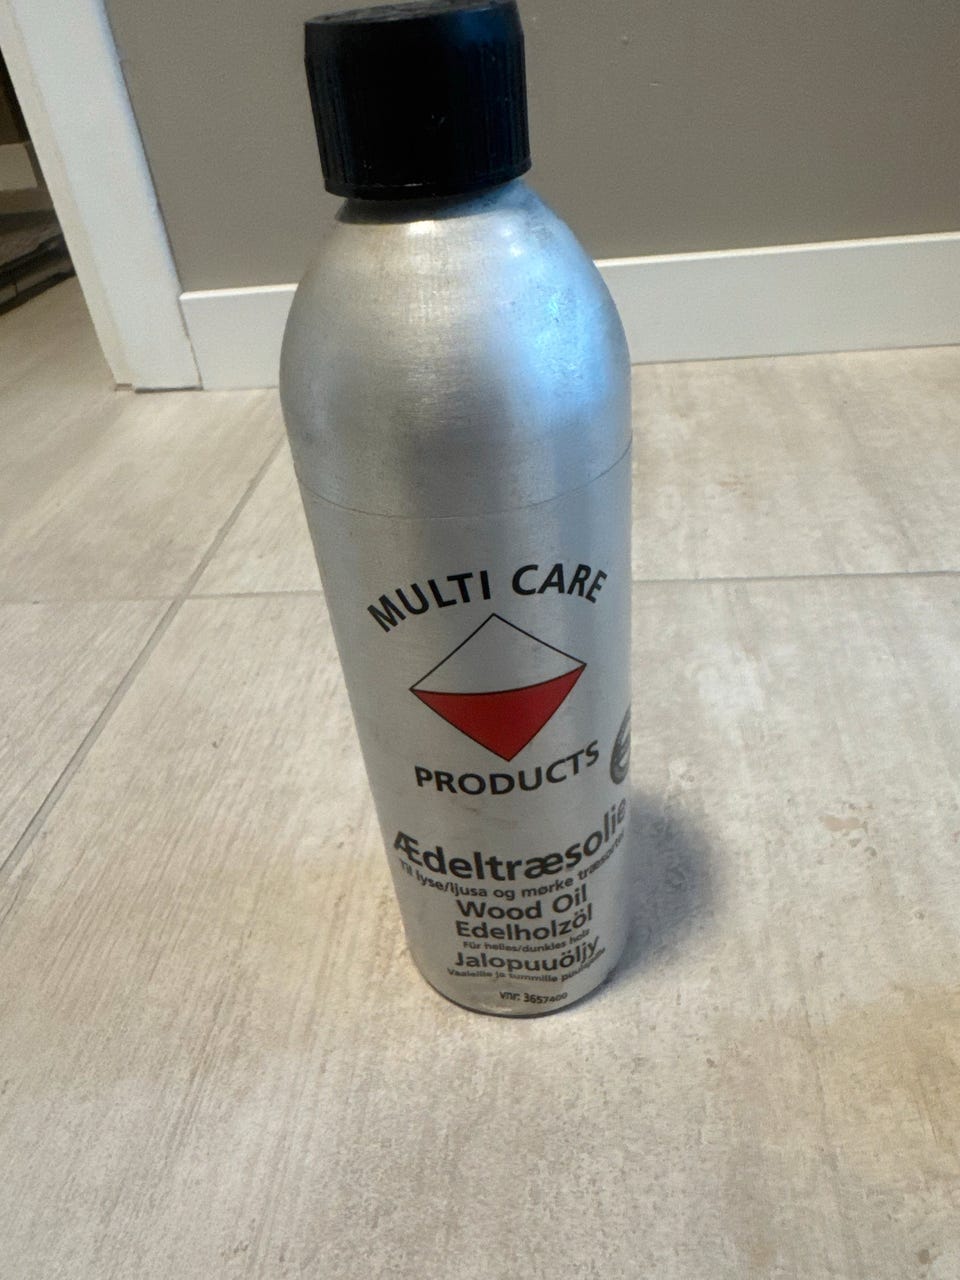 MULTI CARE
PRODUCTS
Ædeltræsolie
Til lyse/ljusa og mørke træsorter
Wood Oil
Edelholzöl
Für helles/dunkles holz
Jalopuuöljy
Vaaleille ja tummille
vnr: 3657400